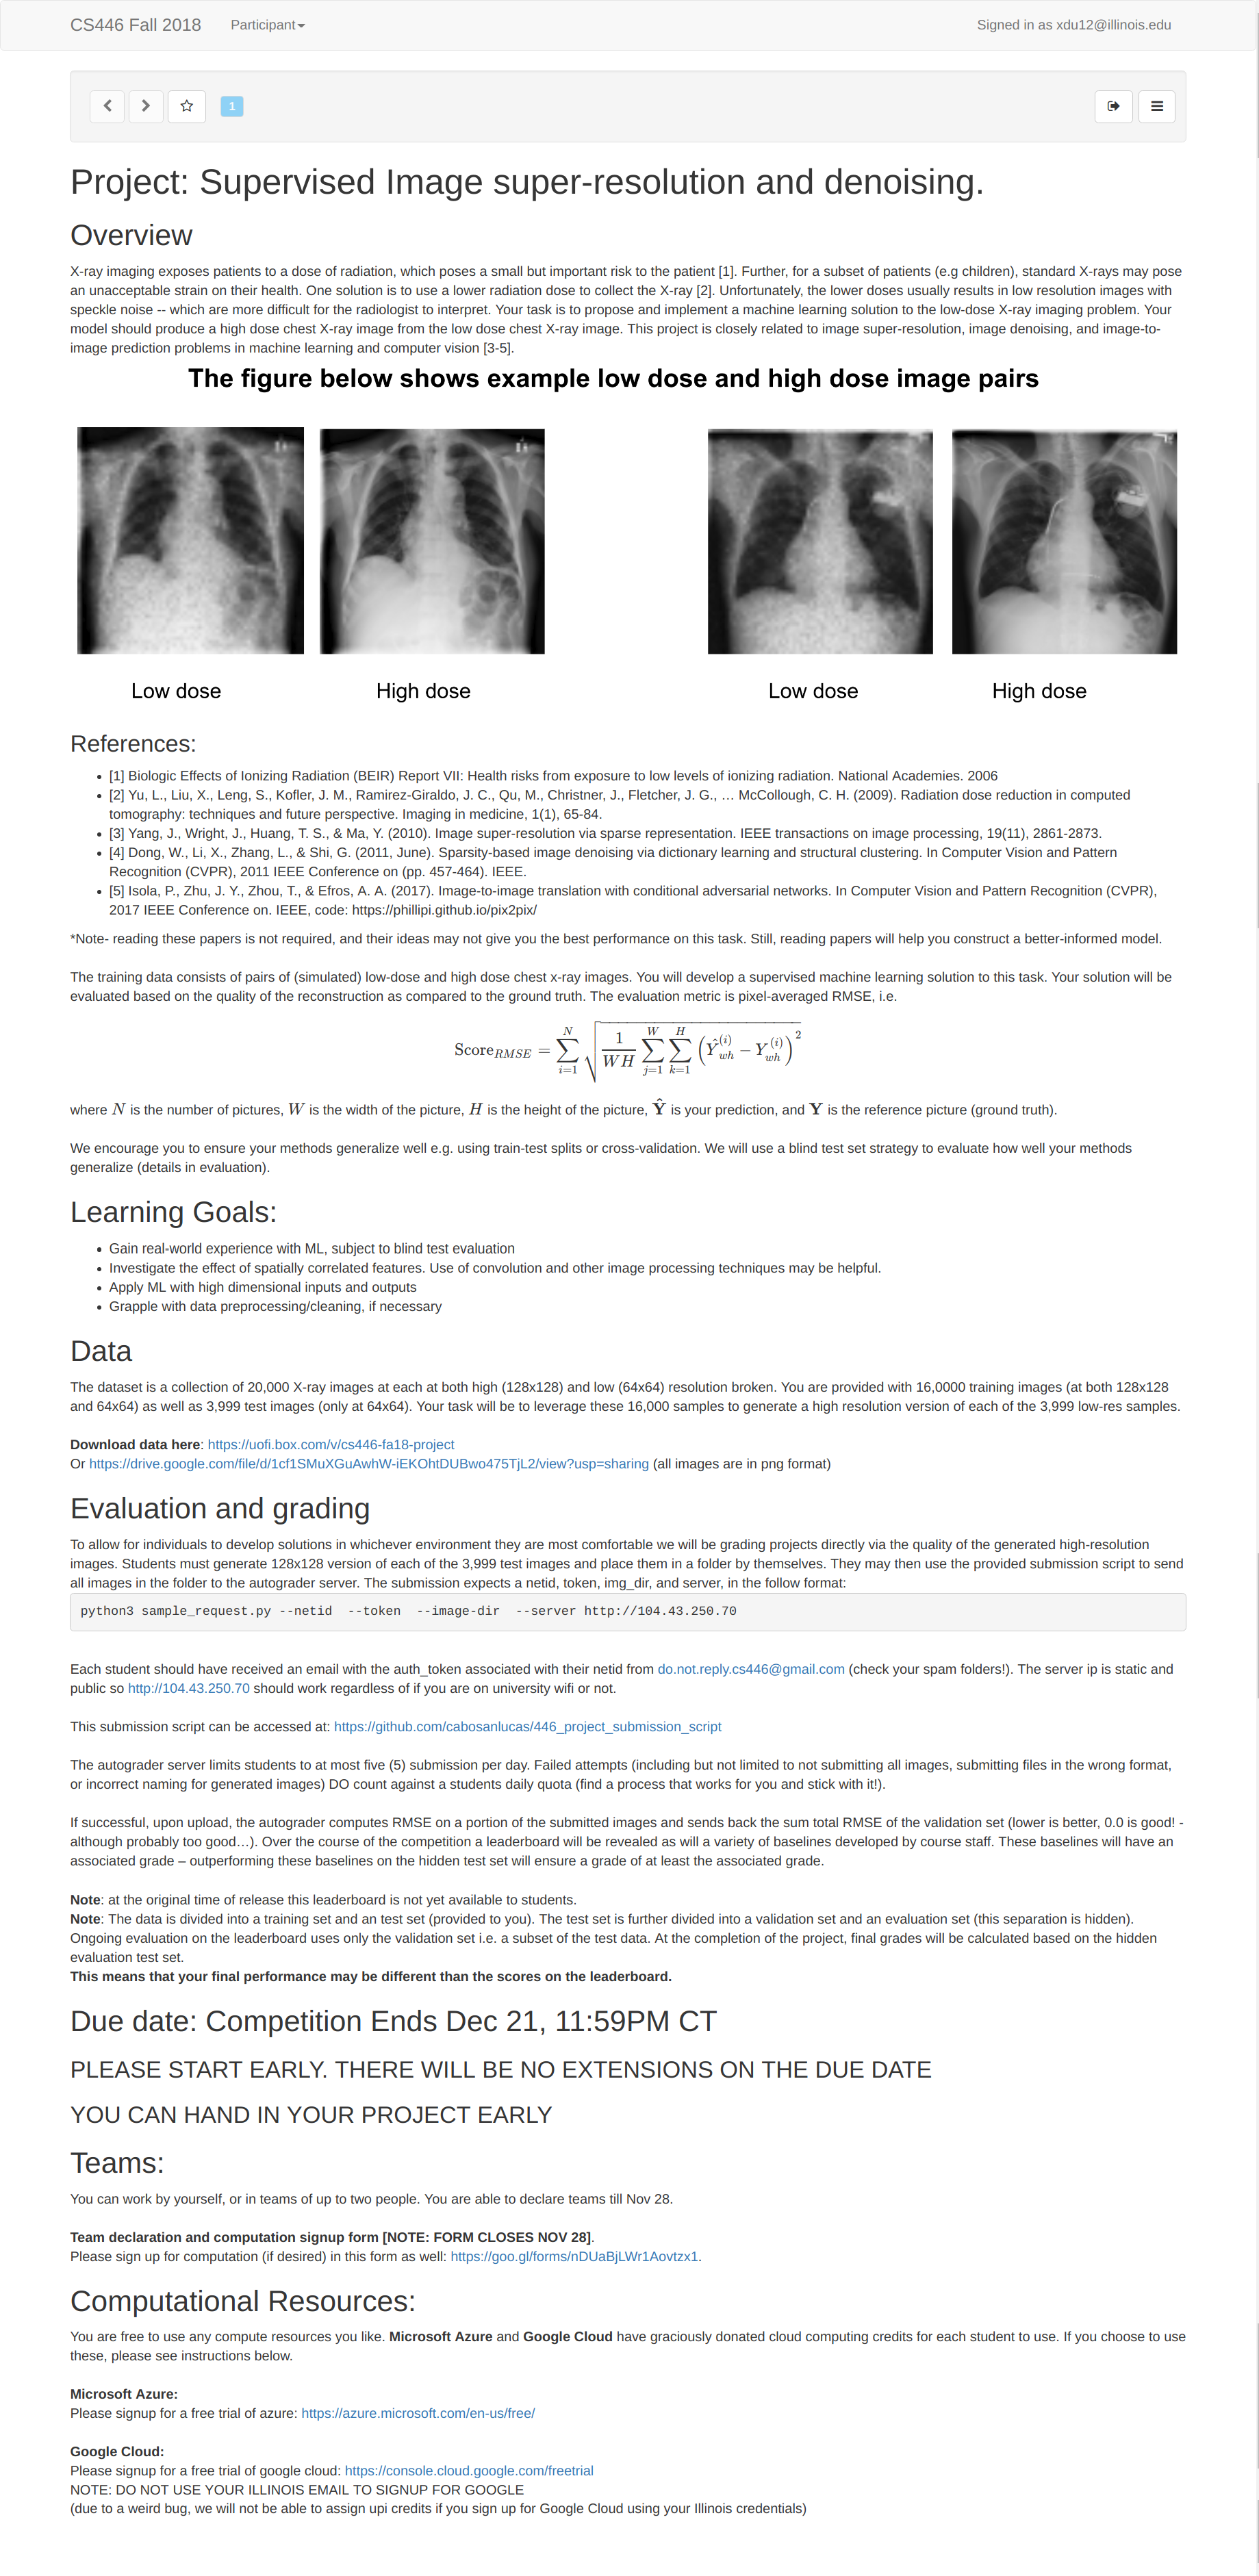 CS446 Fall 2018 Participant Signed in as xdu12@illinois.edu
1
Project: Supervised Image super-resolution and denoising.
Overview
X-ray imaging exposes patients to a dose of radiation, which poses a small but important risk to the patient [1]. Further, for a subset of patients (e.g children), standard X-rays may pose
an unacceptable strain on their health. One solution is to use a lower radiation dose to collect the X-ray [2]. Unfortunately, the lower doses usually results in low resolution images with
speckle noise -- which are more difficult for the radiologist to interpret. Your task is to propose and implement a machine learning solution to the low-dose X-ray imaging problem. Your
model should produce a high dose chest X-ray image from the low dose chest X-ray image. This project is closely related to image super-resolution, image denoising, and image-to-
image prediction problems in machine learning and computer vision [3-5].
The figure below shows example low dose and high dose image pairs
Low dose High dose Low dose High dose
References:
• [1] Biologic Effects of Ionizing Radiation (BEIR) Report VII: Health risks from exposure to low levels of ionizing radiation. National Academies. 2006
• [2] Yu, L., Liu, X., Leng, S., Kofler, J. M., Ramirez-Giraldo, J. C., Qu, M., Christner, J., Fletcher, J. G., … McCollough, C. H. (2009). Radiation dose reduction in computed
tomography: techniques and future perspective. Imaging in medicine, 1(1), 65-84.
• [3] Yang, J., Wright, J., Huang, T. S., & Ma, Y. (2010). Image super-resolution via sparse representation. IEEE transactions on image processing, 19(11), 2861-2873.
• [4] Dong, W., Li, X., Zhang, L., & Shi, G. (2011, June). Sparsity-based image denoising via dictionary learning and structural clustering. In Computer Vision and Pattern
Recognition (CVPR), 2011 IEEE Conference on (pp. 457-464). IEEE.
• [5] Isola, P., Zhu, J. Y., Zhou, T., & Efros, A. A. (2017). Image-to-image translation with conditional adversarial networks. In Computer Vision and Pattern Recognition (CVPR),
2017 IEEE Conference on. IEEE, code: https://phillipi.github.io/pix2pix/
*Note- reading these papers is not required, and their ideas may not give you the best performance on this task. Still, reading papers will help you construct a better-informed model.
The training data consists of pairs of (simulated) low-dose and high dose chest x-ray images. You will develop a supervised machine learning solution to this task. Your solution will be
evaluated based on the quality of the reconstruction as compared to the ground truth. The evaluation metric is pixel-averaged RMSE, i.e.
Score_RMSE = ∑_{i=1}^{N} √(1/(WH) ∑_{j=1}^{W} ∑_{k=1}^{H} (Ŷ_{wh}^{(i)} − Y_{wh}^{(i)})^2)
where N is the number of pictures, W is the width of the picture, H is the height of the picture, Ŷ is your prediction, and Y is the reference picture (ground truth).
We encourage you to ensure your methods generalize well e.g. using train-test splits or cross-validation. We will use a blind test set strategy to evaluate how well your methods
generalize (details in evaluation).
Learning Goals:
• Gain real-world experience with ML, subject to blind test evaluation
• Investigate the effect of spatially correlated features. Use of convolution and other image processing techniques may be helpful.
• Apply ML with high dimensional inputs and outputs
• Grapple with data preprocessing/cleaning, if necessary
Data
The dataset is a collection of 20,000 X-ray images at each at both high (128x128) and low (64x64) resolution broken. You are provided with 16,0000 training images (at both 128x128
and 64x64) as well as 3,999 test images (only at 64x64). Your task will be to leverage these 16,000 samples to generate a high resolution version of each of the 3,999 low-res samples.
Download data here: https://uofi.box.com/v/cs446-fa18-project
Or https://drive.google.com/file/d/1cf1SMuXGuAwhW-iEKOhtDUBwo475TjL2/view?usp=sharing (all images are in png format)
Evaluation and grading
To allow for individuals to develop solutions in whichever environment they are most comfortable we will be grading projects directly via the quality of the generated high-resolution
images. Students must generate 128x128 version of each of the 3,999 test images and place them in a folder by themselves. They may then use the provided submission script to send
all images in the folder to the autograder server. The submission expects a netid, token, img_dir, and server, in the follow format:
python3 sample_request.py --netid  --token  --image-dir  --server http://104.43.250.70
Each student should have received an email with the auth_token associated with their netid from do.not.reply.cs446@gmail.com (check your spam folders!). The server ip is static and
public so http://104.43.250.70 should work regardless of if you are on university wifi or not.
This submission script can be accessed at: https://github.com/cabosanlucas/446_project_submission_script
The autograder server limits students to at most five (5) submission per day. Failed attempts (including but not limited to not submitting all images, submitting files in the wrong format,
or incorrect naming for generated images) DO count against a students daily quota (find a process that works for you and stick with it!).
If successful, upon upload, the autograder computes RMSE on a portion of the submitted images and sends back the sum total RMSE of the validation set (lower is better, 0.0 is good! -
although probably too good…). Over the course of the competition a leaderboard will be revealed as will a variety of baselines developed by course staff. These baselines will have an
associated grade – outperforming these baselines on the hidden test set will ensure a grade of at least the associated grade.
Note: at the original time of release this leaderboard is not yet available to students.
Note: The data is divided into a training set and an test set (provided to you). The test set is further divided into a validation set and an evaluation set (this separation is hidden).
Ongoing evaluation on the leaderboard uses only the validation set i.e. a subset of the test data. At the completion of the project, final grades will be calculated based on the hidden
evaluation test set.
This means that your final performance may be different than the scores on the leaderboard.
Due date: Competition Ends Dec 21, 11:59PM CT
PLEASE START EARLY. THERE WILL BE NO EXTENSIONS ON THE DUE DATE
YOU CAN HAND IN YOUR PROJECT EARLY
Teams:
You can work by yourself, or in teams of up to two people. You are able to declare teams till Nov 28.
Team declaration and computation signup form [NOTE: FORM CLOSES NOV 28].
Please sign up for computation (if desired) in this form as well: https://goo.gl/forms/nDUaBjLWr1Aovtzx1.
Computational Resources:
You are free to use any compute resources you like. Microsoft Azure and Google Cloud have graciously donated cloud computing credits for each student to use. If you choose to use
these, please see instructions below.
Microsoft Azure:
Please signup for a free trial of azure: https://azure.microsoft.com/en-us/free/
Google Cloud:
Please signup for a free trial of google cloud: https://console.cloud.google.com/freetrial
NOTE: DO NOT USE YOUR ILLINOIS EMAIL TO SIGNUP FOR GOOGLE
(due to a weird bug, we will not be able to assign upi credits if you sign up for Google Cloud using your Illinois credentials)